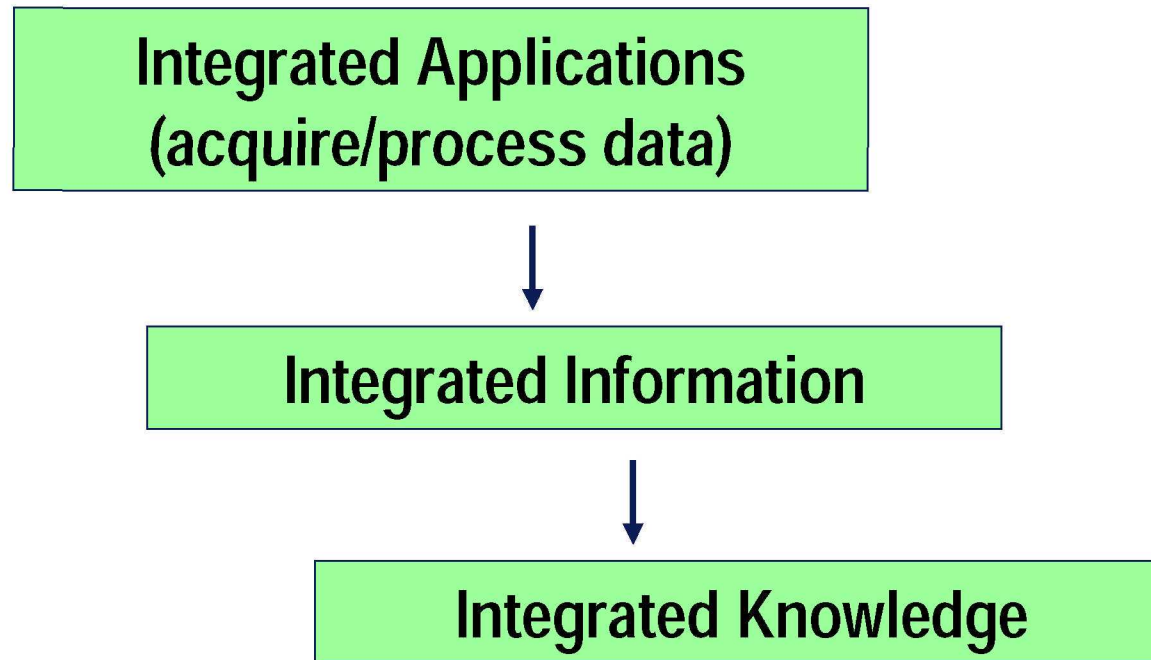 Integrated Applications
(acquire/process data)
Integrated Information
Integrated Knowledge